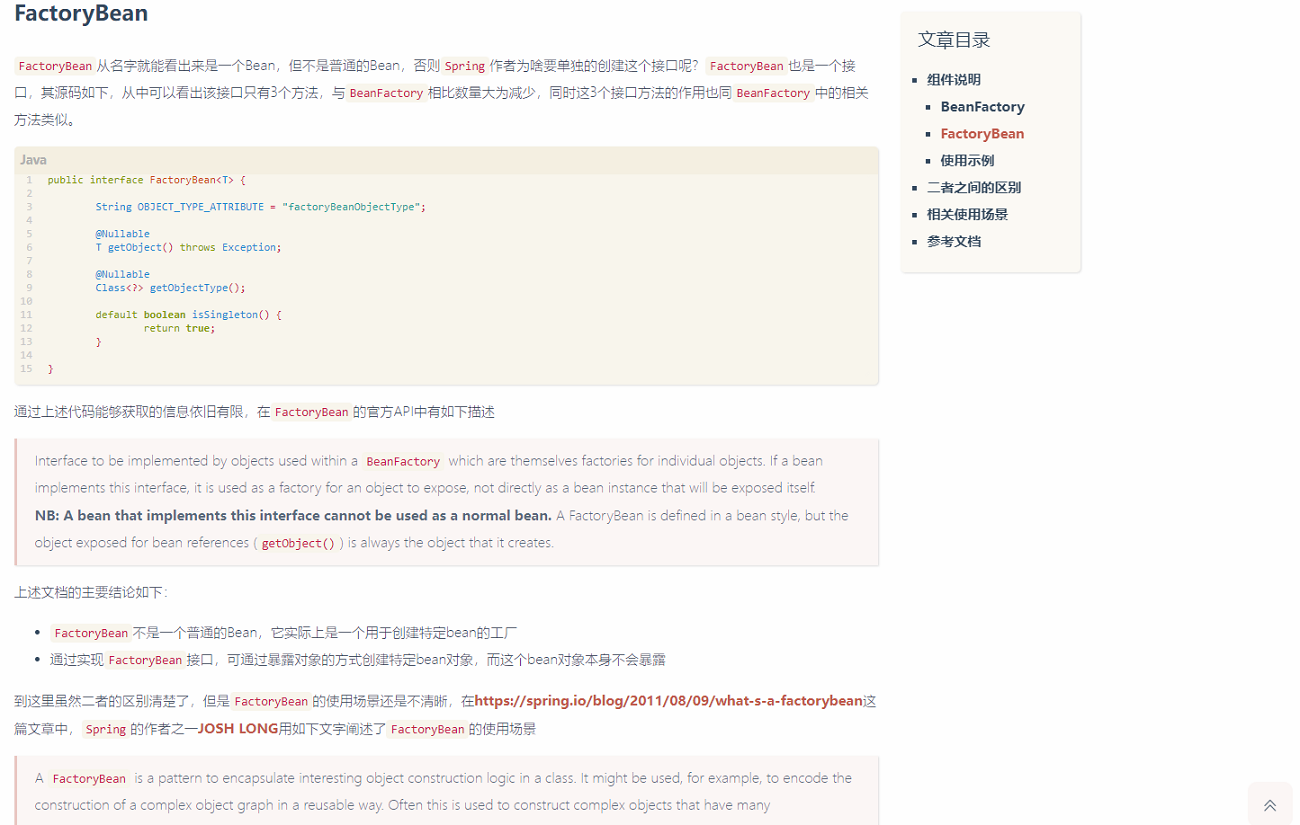 FactoryBean
FactoryBean 从名字就能看出来是一个Bean，但不是普通的Bean，否则 Spring 作者为啥要单独的创建这个接口呢？ FactoryBean 也是一个接
口，其源码如下，从中可以看出该接口只有3个方法，与 BeanFactory 相比数量大为减少，同时这3个接口方法的作用也同 BeanFactory 中的相关
方法类似。
Java
1 public interface FactoryBean<T> {
2
3 String OBJECT_TYPE_ATTRIBUTE = "factoryBeanObjectType";
4
5 @Nullable
6 T getObject() throws Exception;
7
8 @Nullable
9 Class<?> getObjectType();
10
11 default boolean isSingleton() {
12 return true;
13 }
14
15 }
通过上述代码能够获取的信息依旧有限，在 FactoryBean 的官方API中有如下描述
Interface to be implemented by objects used within a BeanFactory which are themselves factories for individual objects. If a bean
implements this interface, it is used as a factory for an object to expose, not directly as a bean instance that will be exposed itself.
NB: A bean that implements this interface cannot be used as a normal bean. A FactoryBean is defined in a bean style, but the
object exposed for bean references ( getObject() ) is always the object that it creates.
上述文档的主要结论如下：
• FactoryBean 不是一个普通的Bean，它实际上是一个用于创建特定bean的工厂
• 通过实现 FactoryBean 接口，可通过暴露对象的方式创建特定bean对象，而这个bean对象本身不会暴露
到这里虽然二者的区别清楚了，但是 FactoryBean 的使用场景还是不清晰，在https://spring.io/blog/2011/08/09/what-s-a-factorybean这
篇文章中， Spring 的作者之一JOSH LONG用如下文字阐述了 FactoryBean 的使用场景
A FactoryBean is a pattern to encapsulate interesting object construction logic in a class. It might be used, for example, to encode the
construction of a complex object graph in a reusable way. Often this is used to construct complex objects that have many
文章目录
组件说明
BeanFactory
FactoryBean
使用示例
二者之间的区别
相关使用场景
参考文档